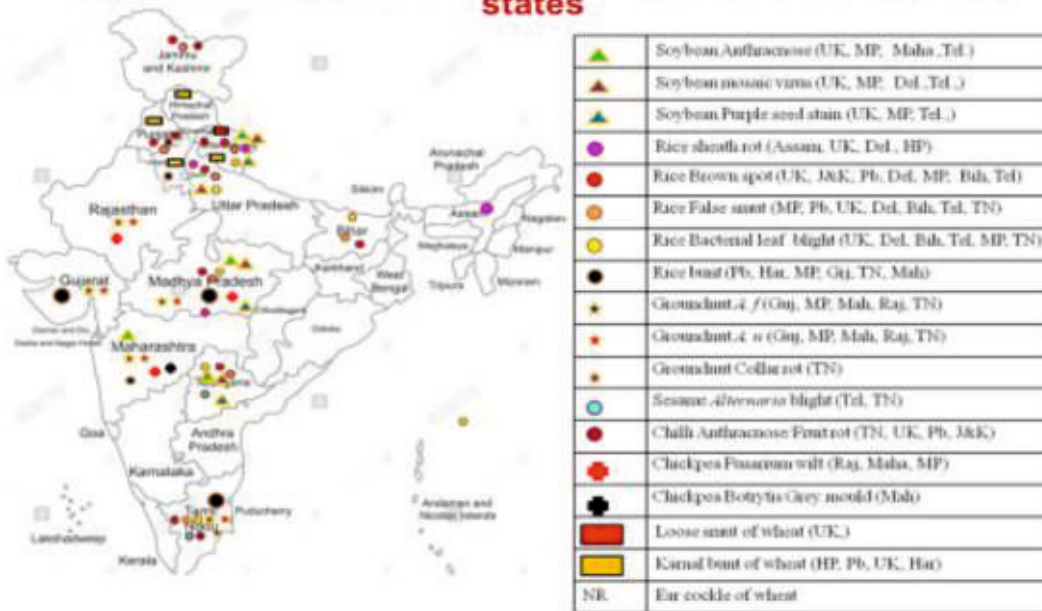 states
Jammu
and Kashmir
Himachal
Pradesh
Arunachal
Pradesh
Sikkim
Rajasthan
Uttar Pradesh
Assam
Nagaland
Bihar
Meghalaya
Manipur
Jharkhand
West
Bengal
Tripura
Mizoram
Gujarat
Madhya Pradesh
Chhattisgarh
Odisha
Daman and Diu
Dadra and Nagar Haveli
Maharashtra
Goa
Andhra
Pradesh
Karnataka
Tamil
Nadu
Puducherry
Andaman and
Nicobar Islands
Lakshadweep
Kerala
Soybean Anthracnose (UK, MP, Maha ,Tel.)
Soybean mosaic virus (UK, MP, Del.,Tel.,)
Soybean Purple seed stain (UK, MP, Tel.,)
Rice sheath rot (Assam, UK, Del., HP)
Rice Brown spot (UK, J&K, Pb, Del, MP, Bih, Tel)
Rice False smut (MP, Pb, UK, Del, Bih, Tel, TN)
Rice Bacterial leaf blight (UK, Del, Bih, Tel, MP, TN)
Rice bunt (Pb, Har, MP, Guj, TN, Mah)
Groundnut A. f (Guj, MP, Mah, Raj, TN)
Groundnut A. n (Guj, MP, Mah, Raj, TN)
Groundnut Collar rot (TN)
Sesame Alternaria blight (Tel, TN)
Chilli Anthracnose/Fruit rot (TN, UK, Pb, J&K)
Chickpea Fusarium wilt (Raj, Maha, MP)
Chickpea Botrytis Grey mould (Mah)
Loose smut of wheat (UK,)
Karnal bunt of wheat (HP, Pb, UK, Har)
NR Ear cockle of wheat